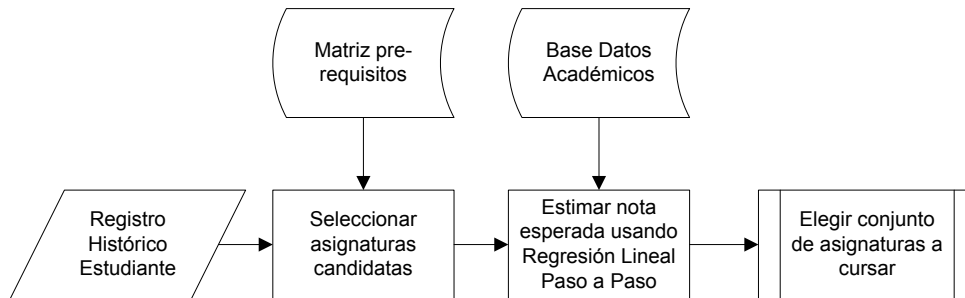 Matriz pre-
requisitos
Base Datos
Académicos
Registro
Histórico
Estudiante
Seleccionar
asignaturas
candidatas
Estimar nota
esperada usando
Regresión Lineal
Paso a Paso
Elegir conjunto
de asignaturas a
cursar